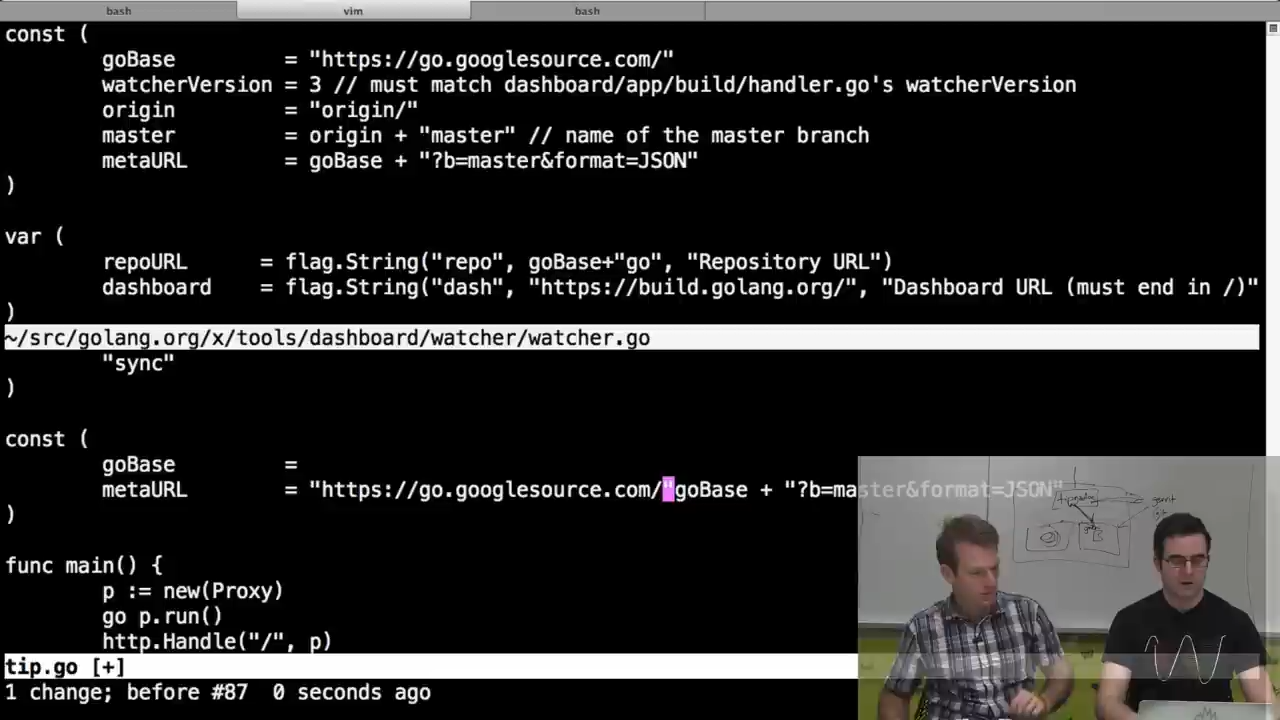 bash vim bash
const (
goBase = "https://go.googlesource.com/"
watcherVersion = 3 // must match dashboard/app/build/handler.go's watcherVersion
origin = "origin/"
master = origin + "master" // name of the master branch
metaURL = goBase + "?b=master&format=JSON"
)
var (
repoURL = flag.String("repo", goBase+"go", "Repository URL")
dashboard = flag.String("dash", "https://build.golang.org/", "Dashboard URL (must end in /)"
)
~/src/golang.org/x/tools/dashboard/watcher/watcher.go
"sync"
)
const (
goBase =
metaURL = "https://go.googlesource.com/"goBase + "?b=master&format=JSON"
)
func main() {
p := new(Proxy)
go p.run()
http.Handle("/", p)
tip.go [+]
1 change; before #87 0 seconds ago